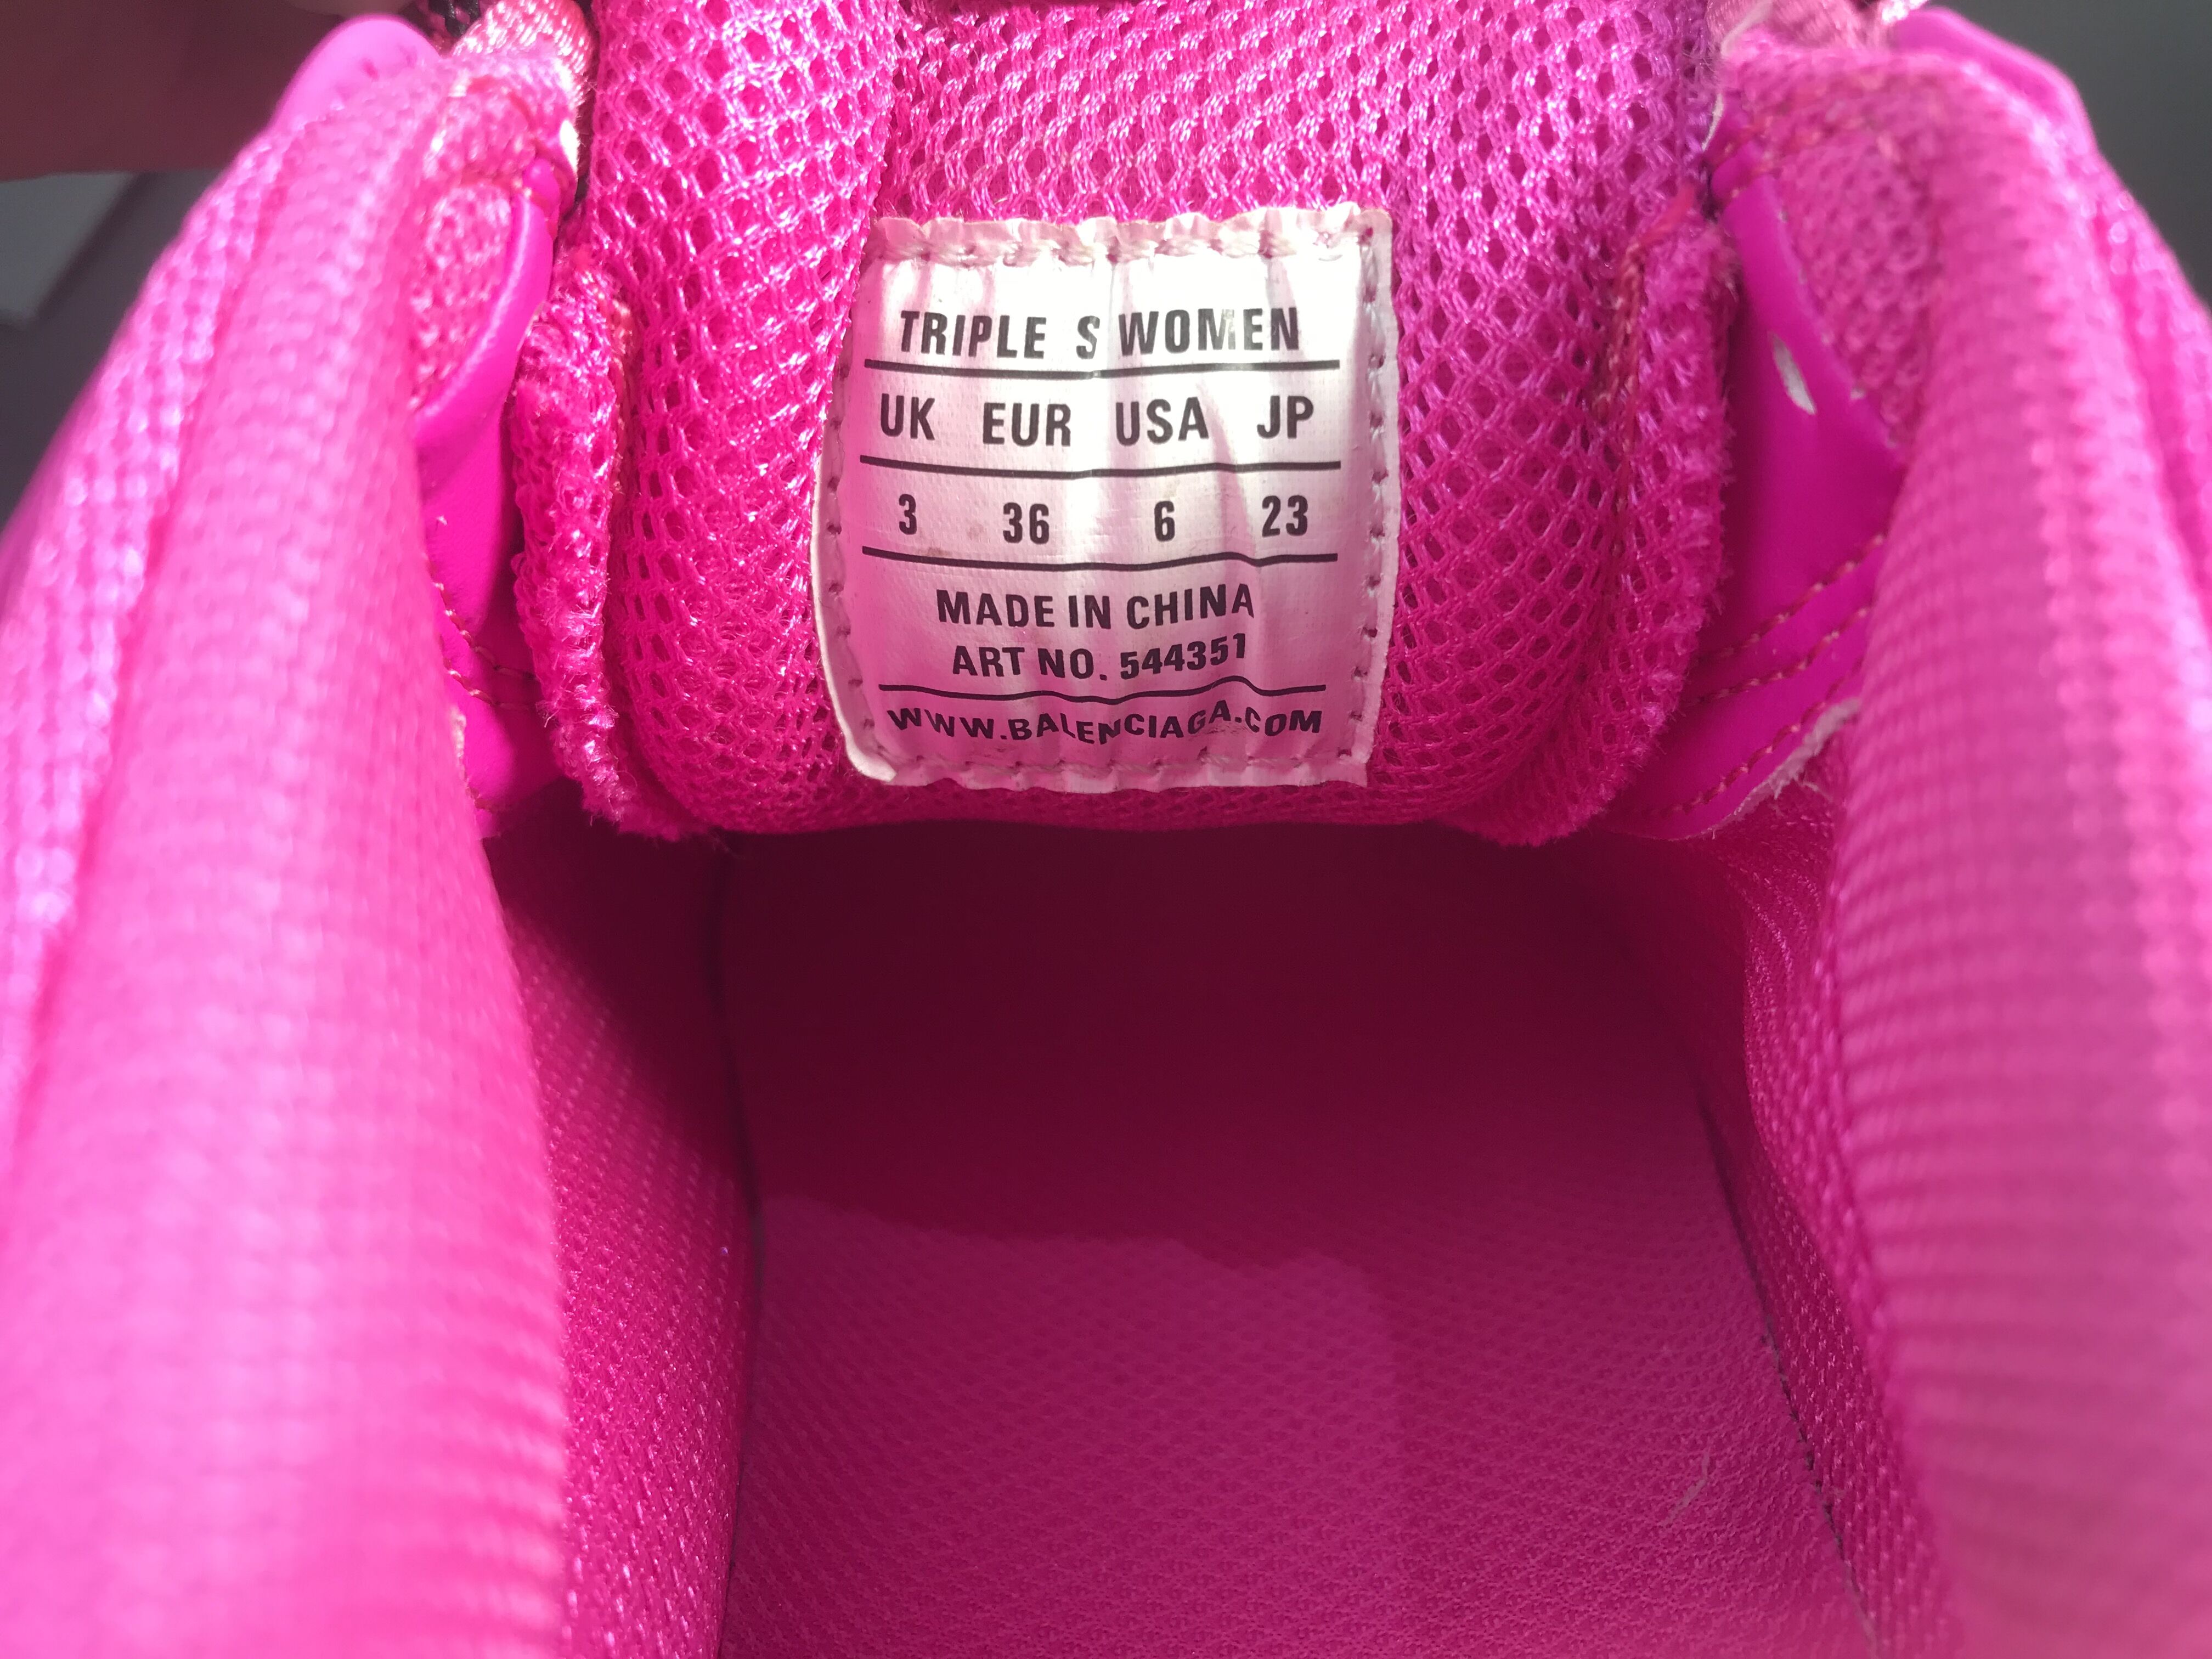 TRIPLE S WOMEN
UK EUR USA JP
3 36 6 23
MADE IN CHINA
ART NO. 544351
WWW.BALENCIAGA.COM